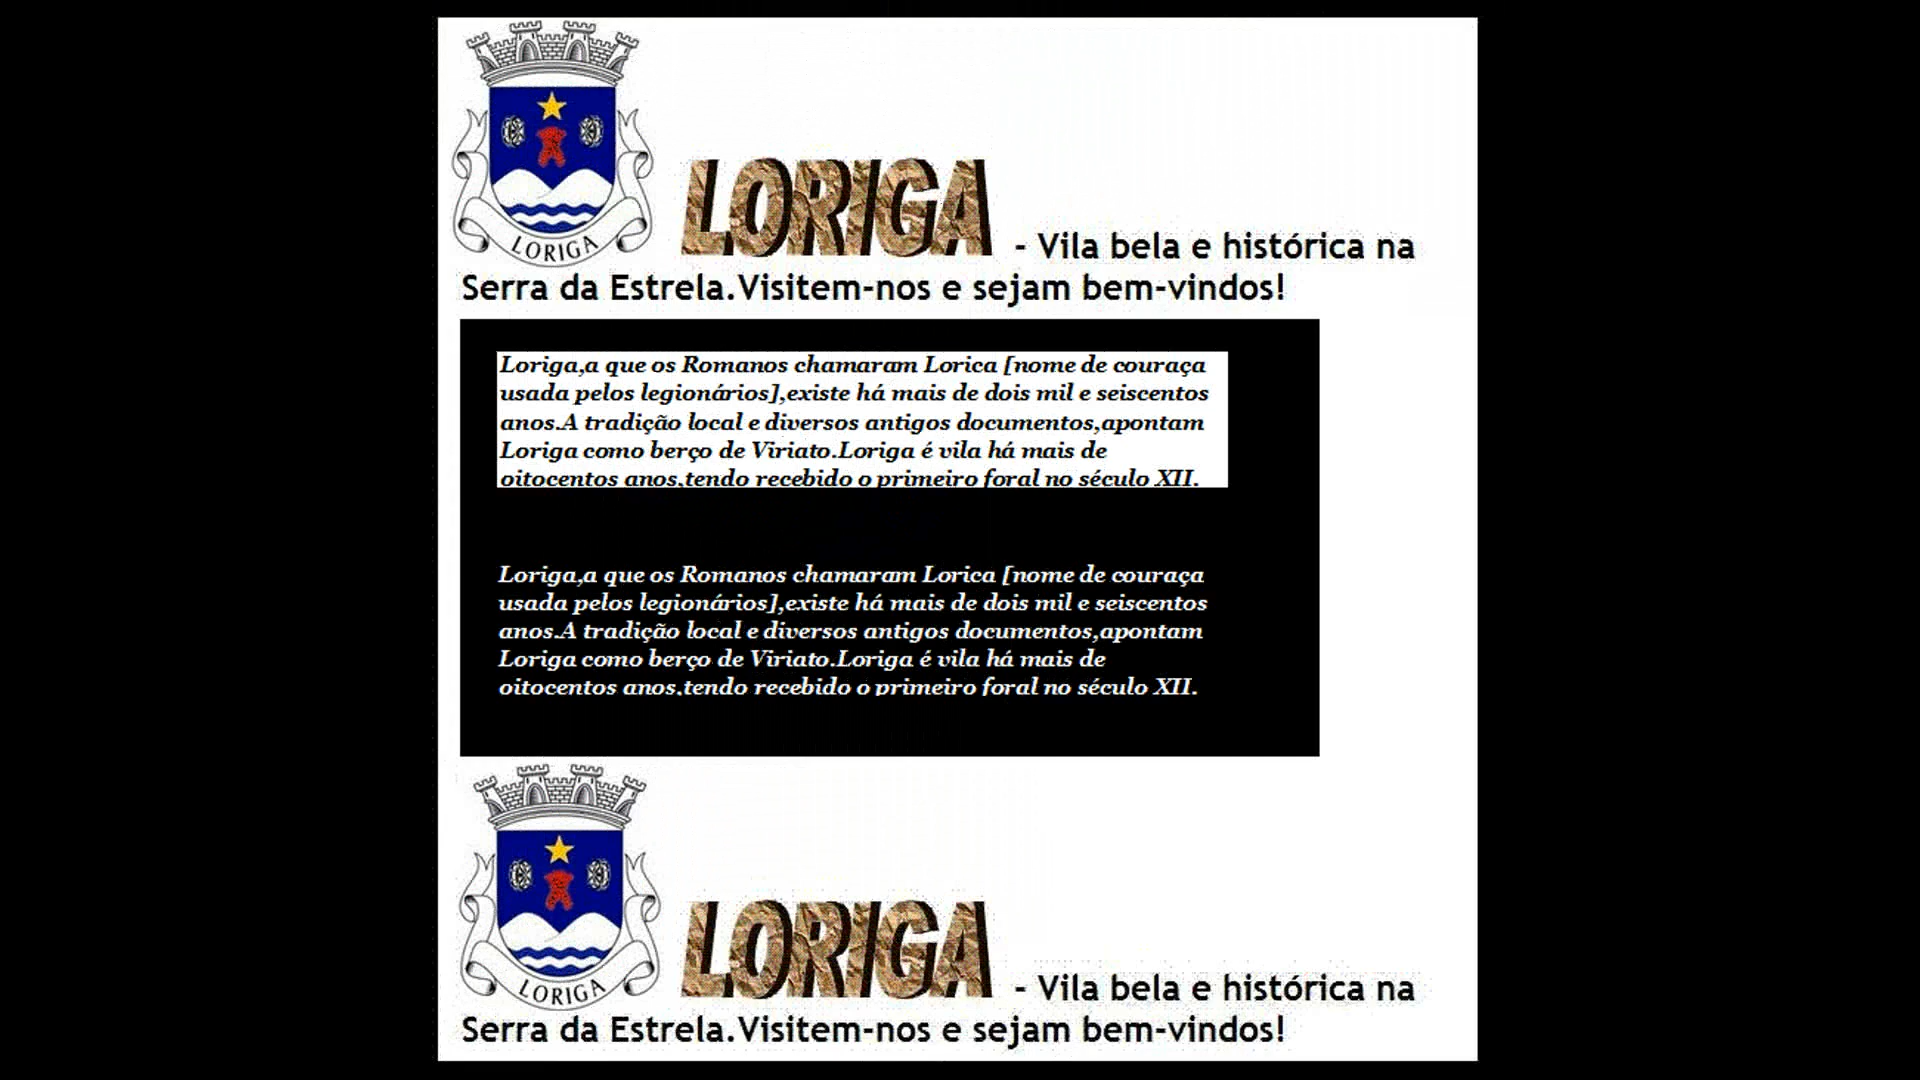 LORIGA
LORIGA - Vila bela e histórica na
Serra da Estrela.Visitem-nos e sejam bem-vindos!
Loriga,a que os Romanos chamaram Lorica [nome de couraça
usada pelos legionários],existe há mais de dois mil e seiscentos
anos.A tradição local e diversos antigos documentos,apontam
Loriga como berço de Viriato.Loriga é vila há mais de
oitocentos anos,tendo recebido o primeiro foral no século XII.
Loriga,a que os Romanos chamaram Lorica [nome de couraça
usada pelos legionários],existe há mais de dois mil e seiscentos
anos.A tradição local e diversos antigos documentos,apontam
Loriga como berço de Viriato.Loriga é vila há mais de
oitocentos anos,tendo recebido o primeiro foral no século XII.
LORIGA
LORIGA - Vila bela e histórica na
Serra da Estrela.Visitem-nos e sejam bem-vindos!